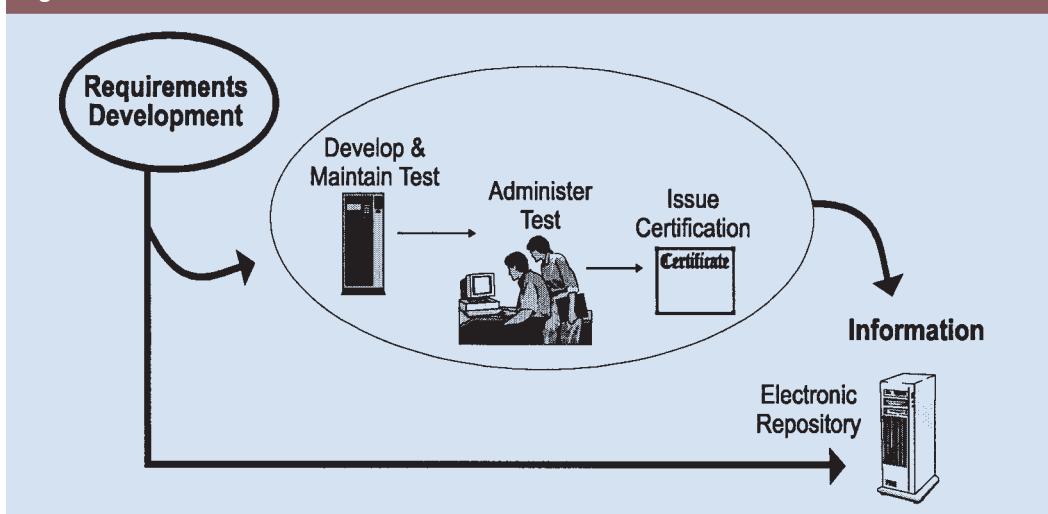 Requirements
Development
Develop &
Maintain Test
Administer
Test
Issue
Certification
Certificate
Information
Electronic
Repository